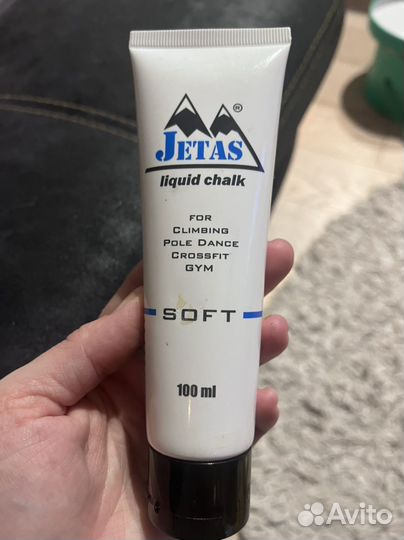 ®
JETAS
liquid chalk
FOR
CLIMBING
POLE DANCE
CROSSFIT
GYM
SOFT
100 ml
Avito